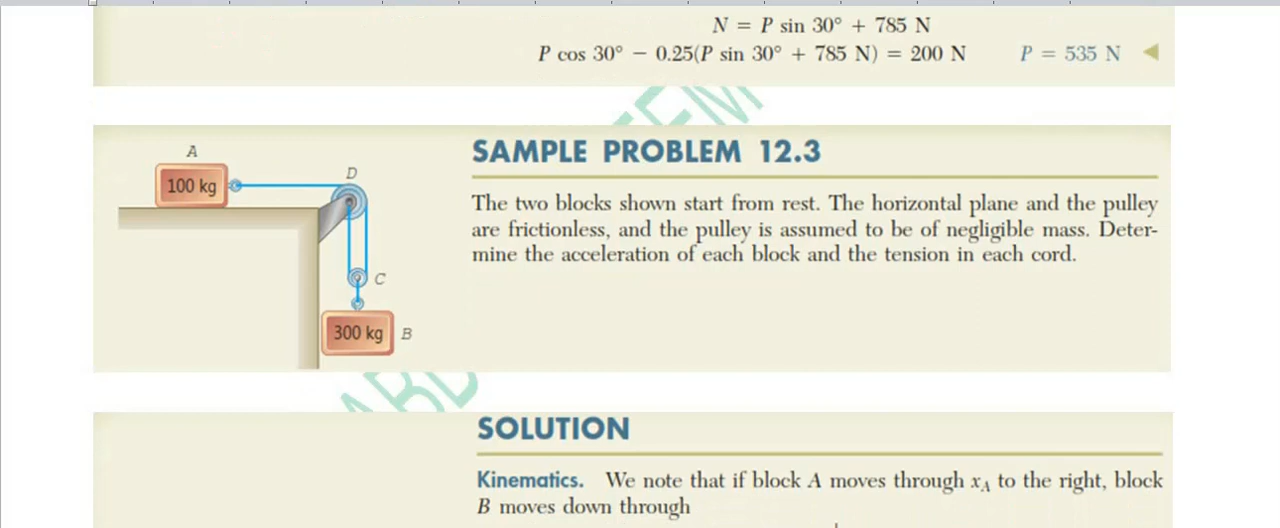 N = P sin 30° + 785 N
P cos 30° − 0.25(P sin 30° + 785 N) = 200 N P = 535 N
SAMPLE PROBLEM 12.3
The two blocks shown start from rest. The horizontal plane and the pulley
are frictionless, and the pulley is assumed to be of negligible mass. Deter-
mine the acceleration of each block and the tension in each cord.
A
100 kg
D
C
300 kg B
SOLUTION
Kinematics. We note that if block A moves through x_A to the right, block
B moves down through